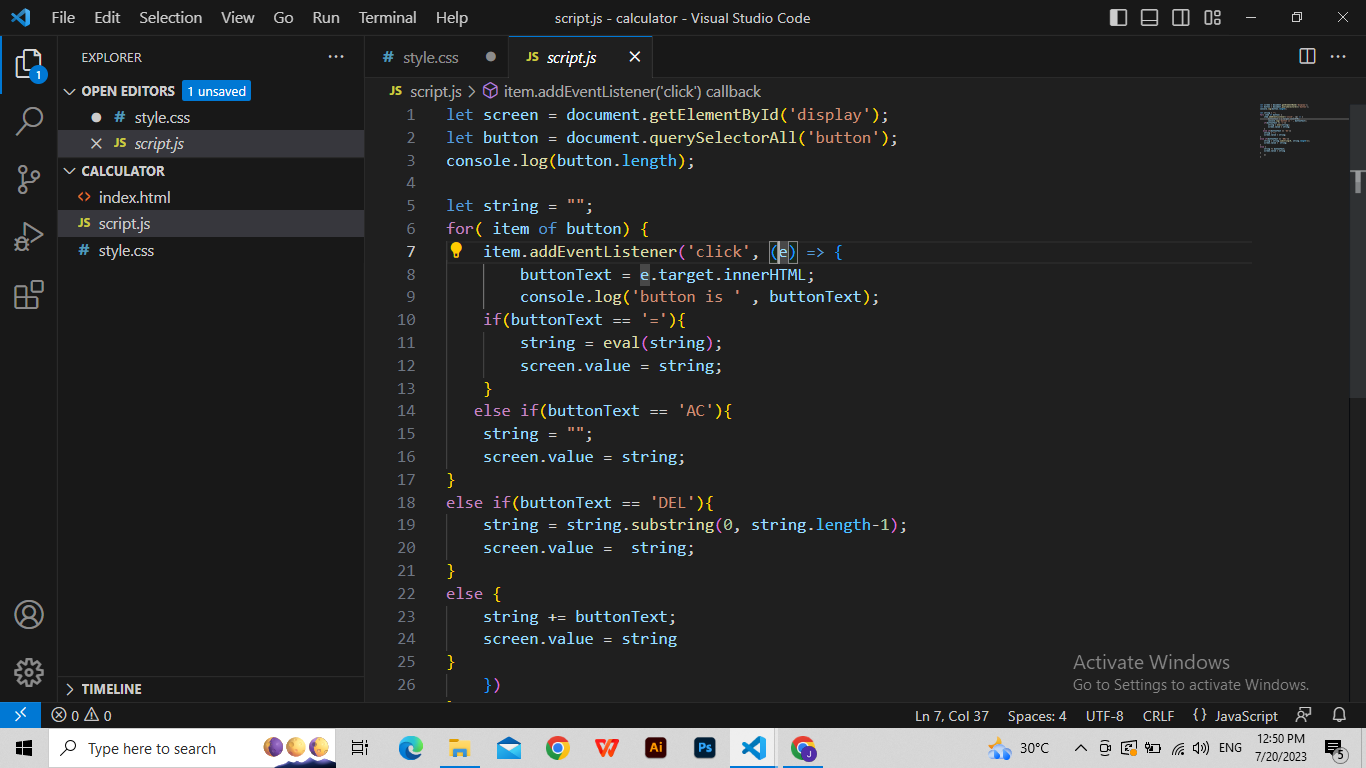 File Edit Selection View Go Run Terminal Help script.js - calculator - Visual Studio Code
EXPLORER
OPEN EDITORS 1 unsaved
# style.css
JS script.js
CALCULATOR
<> index.html
JS script.js
# style.css
TIMELINE
1
# style.css JS script.js
JS script.js > item.addEventListener('click') callback
1 let screen = document.getElementById('display');
2 let button = document.querySelectorAll('button');
3 console.log(button.length);
4
5 let string = "";
6 for( item of button) {
7 item.addEventListener('click', (e) => {
8 buttonText = e.target.innerHTML;
9 console.log('button is ' , buttonText);
10 if(buttonText == '='){
11 string = eval(string);
12 screen.value = string;
13 }
14 else if(buttonText == 'AC'){
15 string = "";
16 screen.value = string;
17 }
18 else if(buttonText == 'DEL'){
19 string = string.substring(0, string.length-1);
20 screen.value =  string;
21 }
22 else {
23 string += buttonText;
24 screen.value = string
25 }
26 })
Activate Windows
Go to Settings to activate Windows.
0 0 Ln 7, Col 37 Spaces: 4 UTF-8 CRLF {} JavaScript
Type here to search Ai Ps J 30°C ENG 12:50 PM
7/20/2023 5